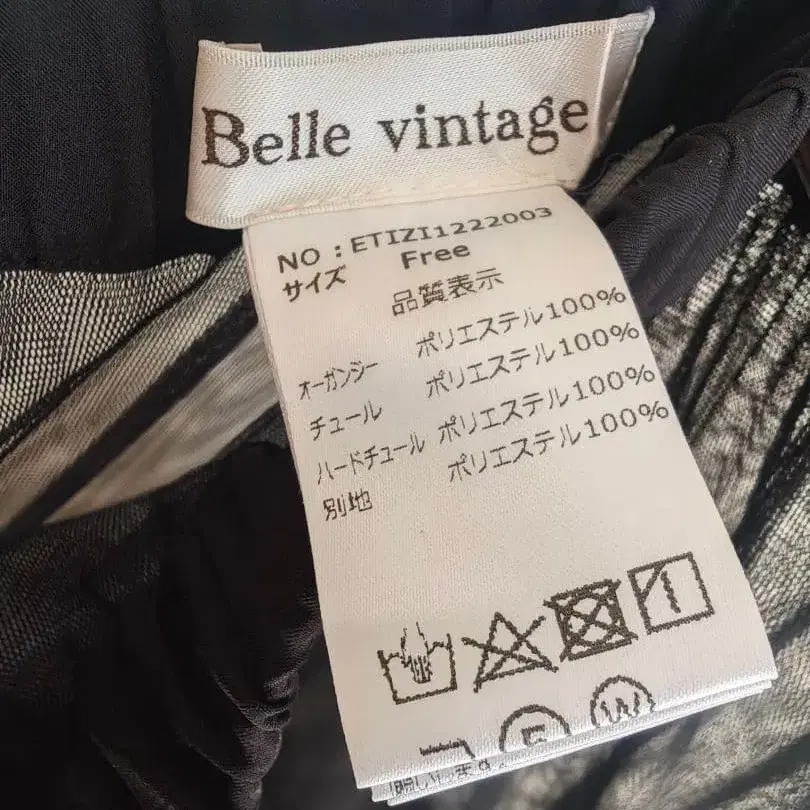 Belle vintage
NO : ETIZI1222003
サイズ Free
品質表示
オーガンジー ポリエステル100%
チュール ポリエステル100%
ハードチュール ポリエステル100%
別地 ポリエステル100%
W